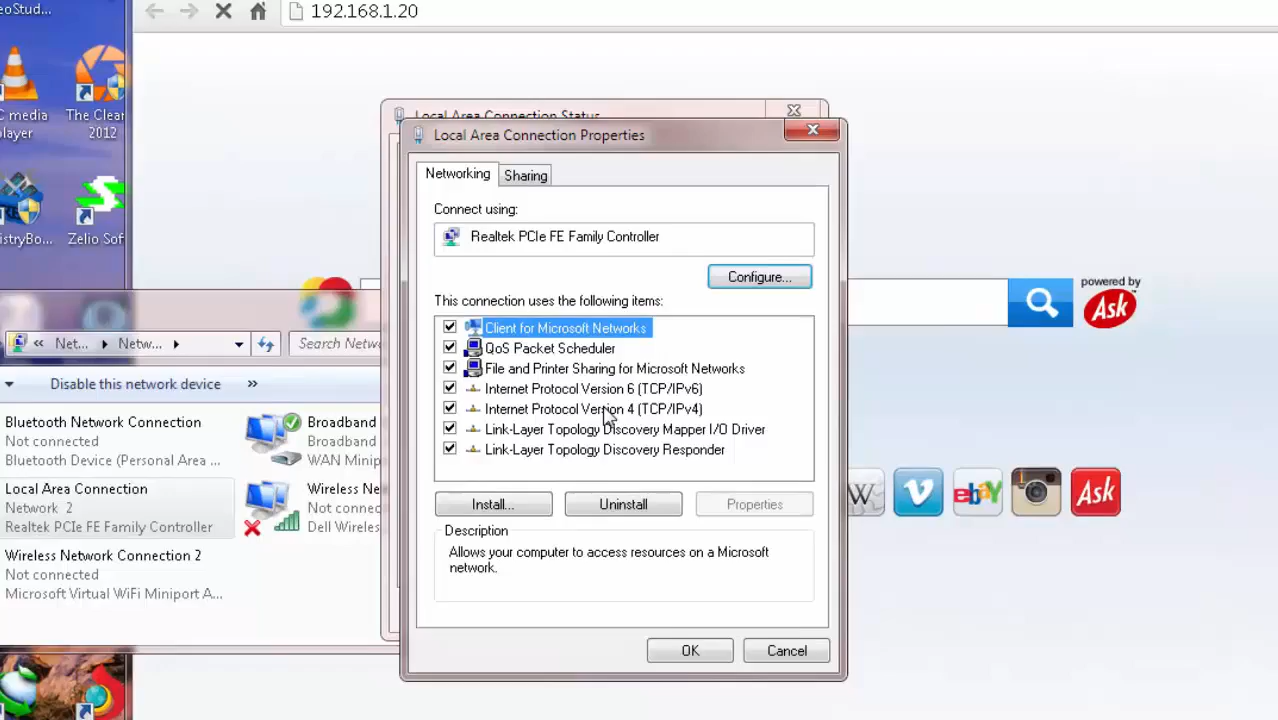 eoStud...
192.168.1.20
C media
player
The Clear
2012
istryBo...
Zelio Sof
Local Area Connection Status
Local Area Connection Properties
Networking
Sharing
Connect using:
Realtek PCIe FE Family Controller
Configure...
This connection uses the following items:
Client for Microsoft Networks
QoS Packet Scheduler
File and Printer Sharing for Microsoft Networks
Internet Protocol Version 6 (TCP/IPv6)
Internet Protocol Version 4 (TCP/IPv4)
Link-Layer Topology Discovery Mapper I/O Driver
Link-Layer Topology Discovery Responder
Install...
Uninstall
Properties
Description
Allows your computer to access resources on a Microsoft
network.
OK
Cancel
« Net...
Netw...
Search Netw
Disable this network device
»
Bluetooth Network Connection
Not connected
Bluetooth Device (Personal Area ...
Broadband
Broadband
WAN Minip
Local Area Connection
Network 2
Realtek PCIe FE Family Controller
Wireless Ne
Not connec
Dell Wireles
Wireless Network Connection 2
Not connected
Microsoft Virtual WiFi Miniport A...
powered by
Ask
W
ebay
Ask